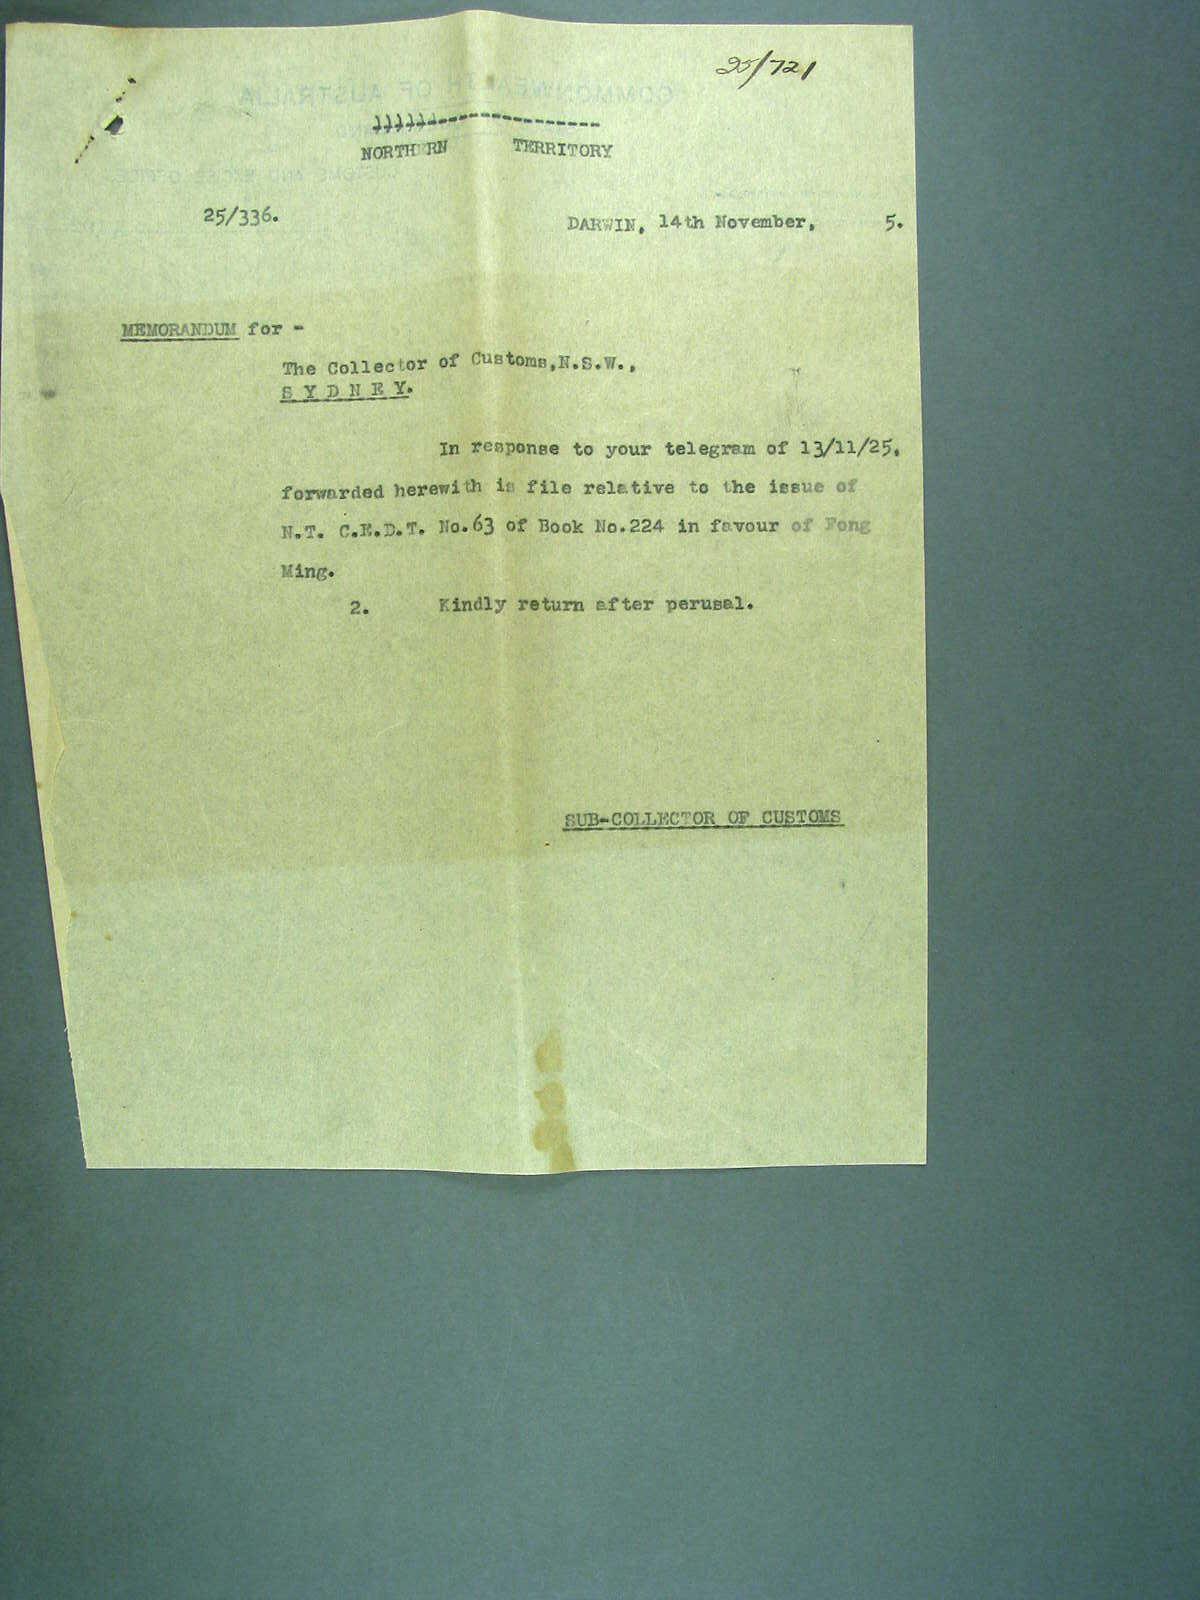 25/721
NORTHERN TERRITORY
25/336.
DARWIN, 14th November, 5.
MEMORANDUM for -
The Collector of Customs,N.S.W.,
S Y D N E Y.
In response to your telegram of 13/11/25,
forwarded herewith is file relative to the issue of
N.T. C.E.D.T. No.63 of Book No.224 in favour of Fong
Ming.
2. Kindly return after perusal.
SUB-COLLECTOR OF CUSTOMS